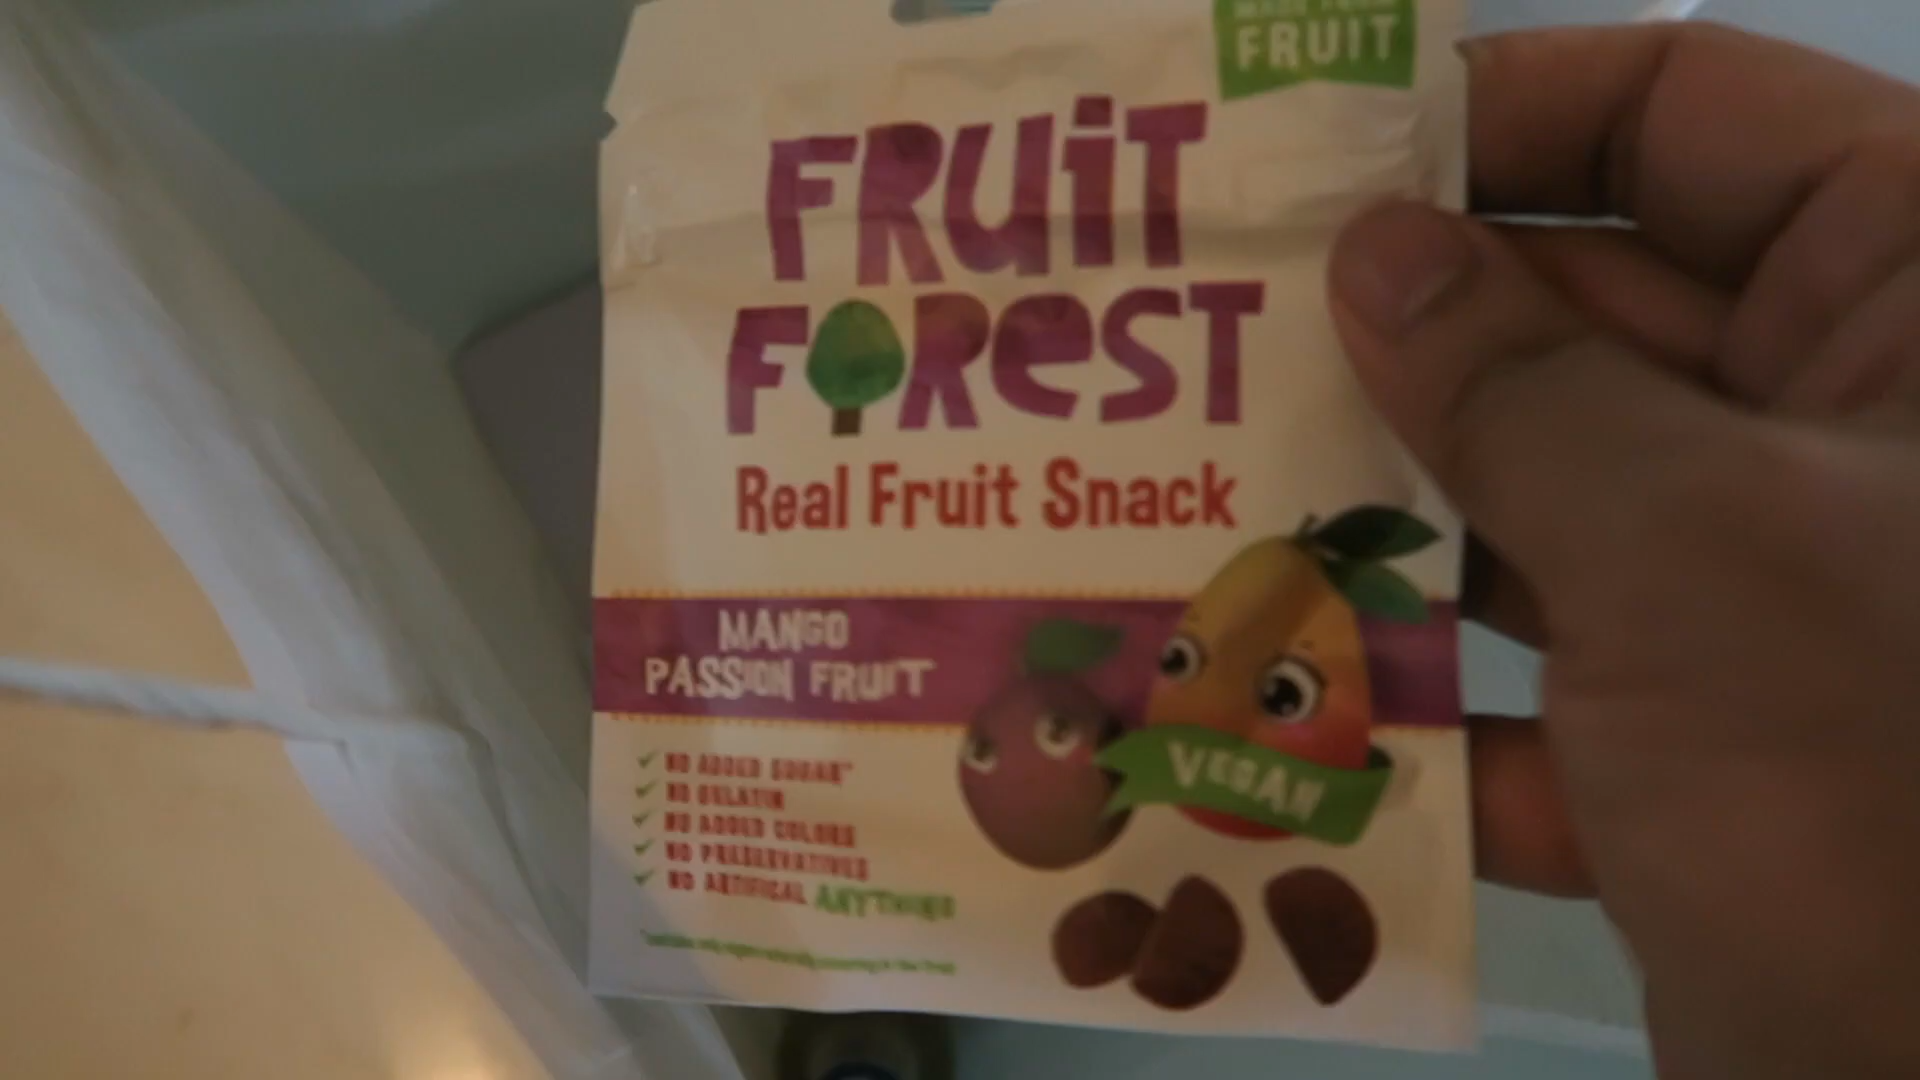 FRUIT
FRUIT
FOREST
Real Fruit Snack
MANGO
PASSION FRUIT
VEGAN
NO ADDED SUGAR*
NO GELATIN
NO ADDED COLORS
NO PRESERVATIVES
NO ARTIFICAL ANYTHING